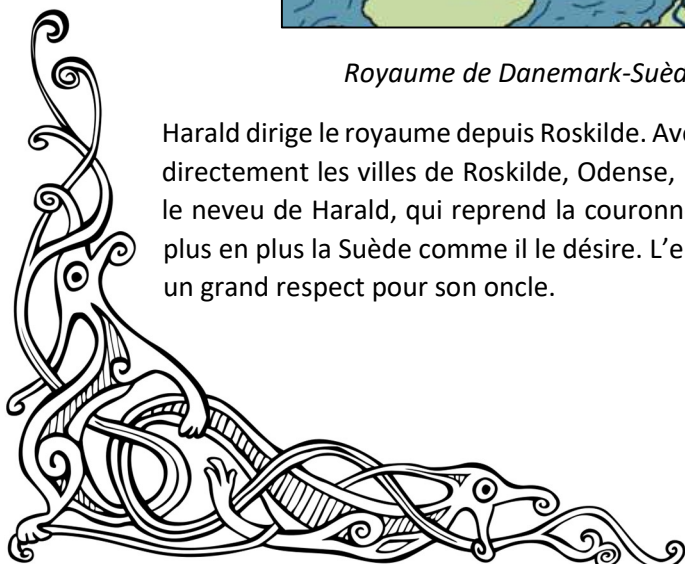 Royaume de Danemark-Suèd
Harald dirige le royaume depuis Roskilde. Ave
directement les villes de Roskilde, Odense,
le neveu de Harald, qui reprend la couronn
plus en plus la Suède comme il le désire. L'e
un grand respect pour son oncle.